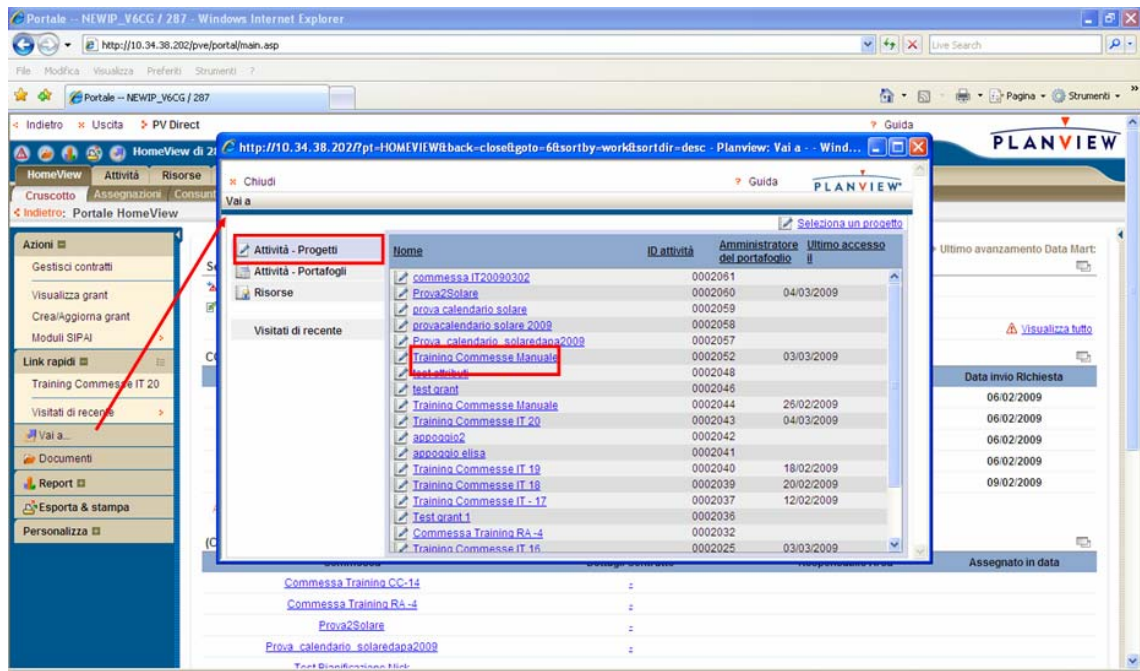 Portale -- NEWIP_V6CG / 287 - Windows Internet Explorer
http://10.34.38.202/pve/portal/main.asp
Live Search
File Modifica Visualizza Preferiti Strumenti ?
Portale -- NEWIP_V6CG / 287
Pagina Strumenti
Indietro Uscita PV Direct
Guida
PLANVIEW
HomeView di 28
HomeView Attività Risorse
Cruscotto Assegnazioni Consunt
Indietro: Portale HomeView
Azioni
Gestisci contratti
Visualizza grant
Crea/Aggiorna grant
Moduli SIPAI
Link rapidi
Training Commesse IT 20
Visitati di recente
Vai a...
Documenti
Report
Esporta & stampa
Personalizza
http://10.34.38.202/?pt=HOMEVIEW&back=close&goto=6&sortby=work&sortdir=desc - Planview: Vai a - - Wind...
Chiudi
Guida
PLANVIEW
Vai a
Seleziona un progetto
Attività - Progetti
Attività - Portafogli
Risorse
Visitati di recente
Nome ID attività Amministratore del portafoglio Ultimo accesso il
commessa IT20090302 0002061
Prova2Solare 0002060 04/03/2009
prova calendario solare 0002059
provacalendario solare 2009 0002058
Prova_calendario_solaredapa2009 0002057
Training Commesse Manuale 0002052 03/03/2009
test attributi 0002048
test grant 0002046
Training Commesse Manuale 0002044 26/02/2009
Training Commesse IT 20 0002043 04/03/2009
appoggio2 0002042
appoggio elisa 0002041
Training Commesse IT 19 0002040 18/02/2009
Training Commesse IT 18 0002039 20/02/2009
Training Commesse IT - 17 0002037 12/02/2009
Test grant 1 0002036
Commessa Training RA -4 0002032
Training Commesse IT 16 0002025 03/03/2009
Ultimo avanzamento Data Mart:
Visualizza tutto
Data invio RIchiesta
06/02/2009
06/02/2009
06/02/2009
06/02/2009
09/02/2009
Assegnato in data
Commessa Training CC-14 -
Commessa Training RA -4 -
Prova2Solare -
Prova_calendario_solaredapa2009 -
Test Pianificazione Nick